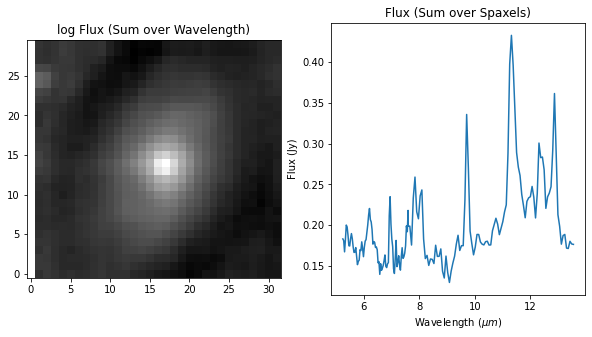 log Flux (Sum over Wavelength)
25
20
15
10
5
0
0 5 10 15 20 25 30
Flux (Sum over Spaxels)
Flux (Jy)
0.40
0.35
0.30
0.25
0.20
0.15
6 8 10 12
Wavelength (μm)